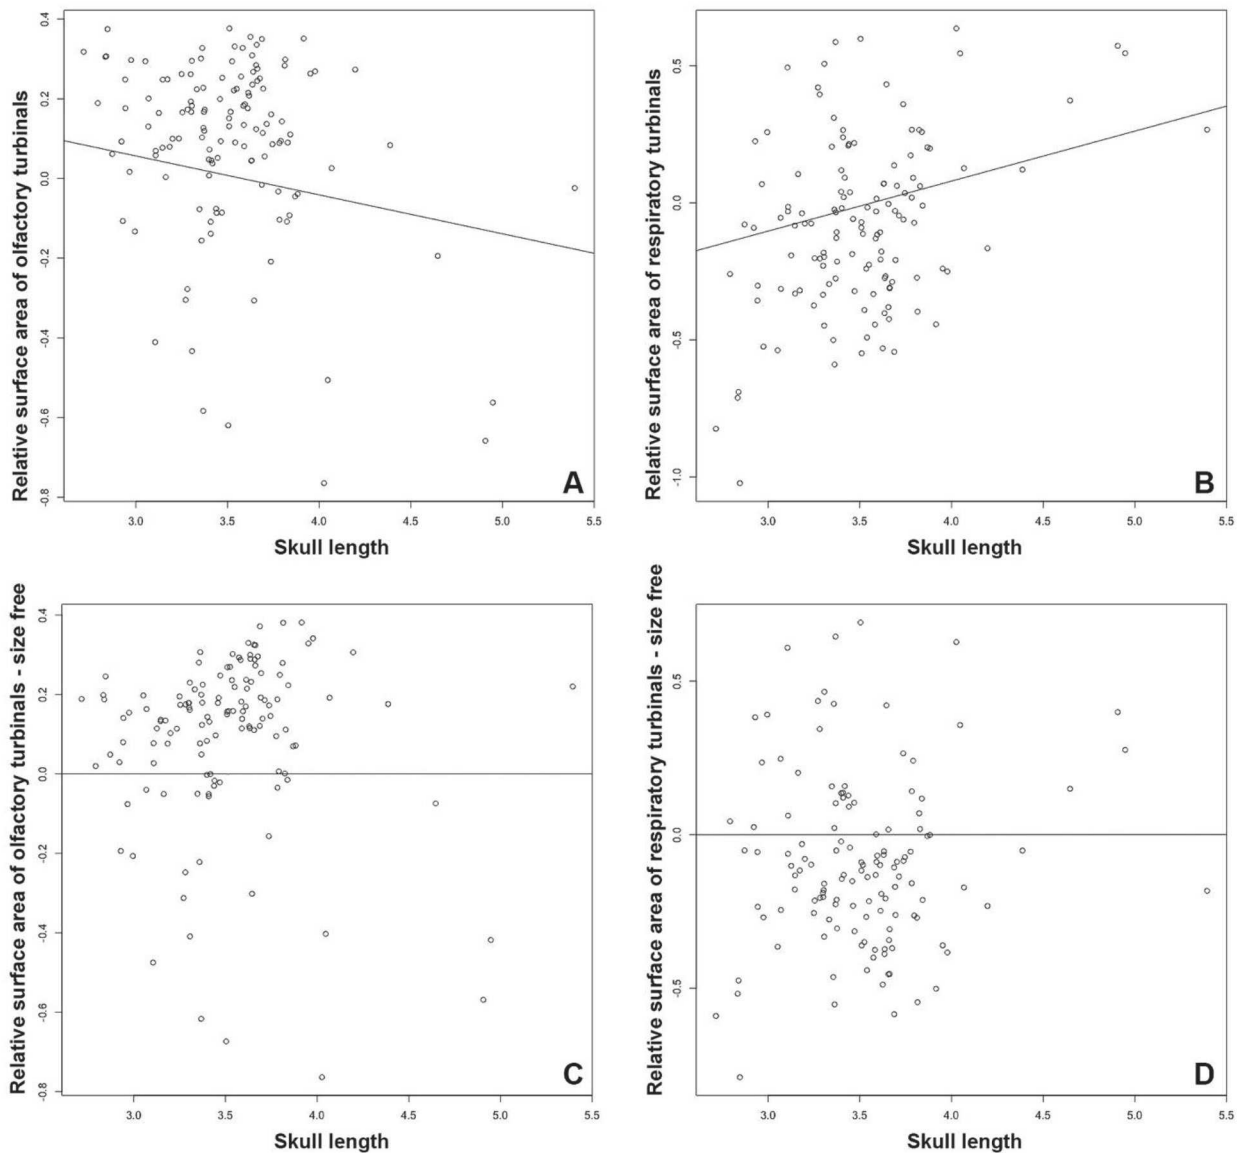 Relative surface area of olfactory turbinals
0.4
0.2
0.0
-0.2
-0.4
-0.6
-0.8
A
3.0 3.5 4.0 4.5 5.0 5.5
Skull length
Relative surface area of respiratory turbinals
0.5
0.0
-0.5
-1.0
B
3.0 3.5 4.0 4.5 5.0 5.5
Skull length
Relative surface area of olfactory turbinals - size free
0.4
0.2
0.0
-0.2
-0.4
-0.6
-0.8
C
3.0 3.5 4.0 4.5 5.0 5.5
Skull length
Relative surface area of respiratory turbinals - size free
0.5
0.0
-0.5
D
3.0 3.5 4.0 4.5 5.0 5.5
Skull length